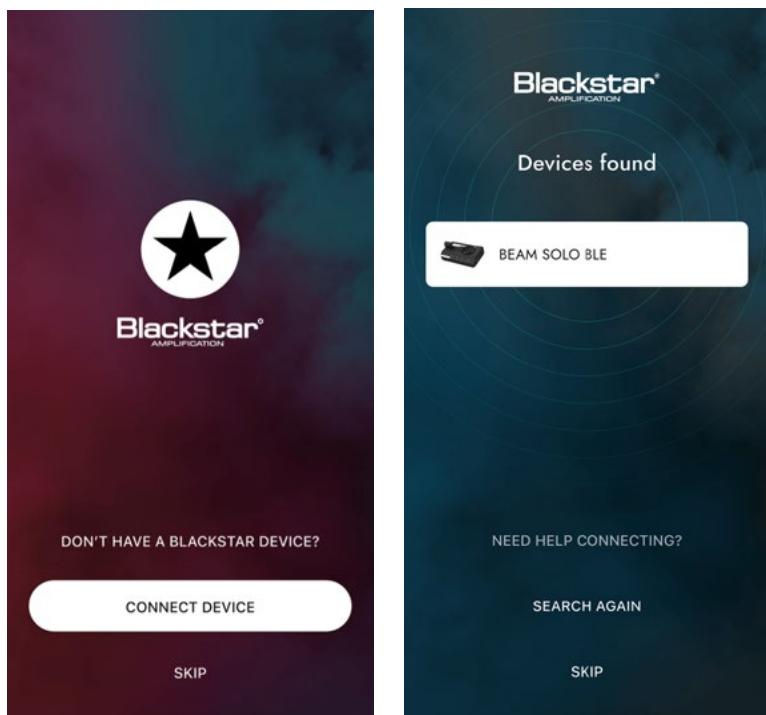 Blackstar®
AMPLIFICATION
DON'T HAVE A BLACKSTAR DEVICE?
CONNECT DEVICE
SKIP
Blackstar®
AMPLIFICATION
Devices found
BEAM SOLO BLE
NEED HELP CONNECTING?
SEARCH AGAIN
SKIP